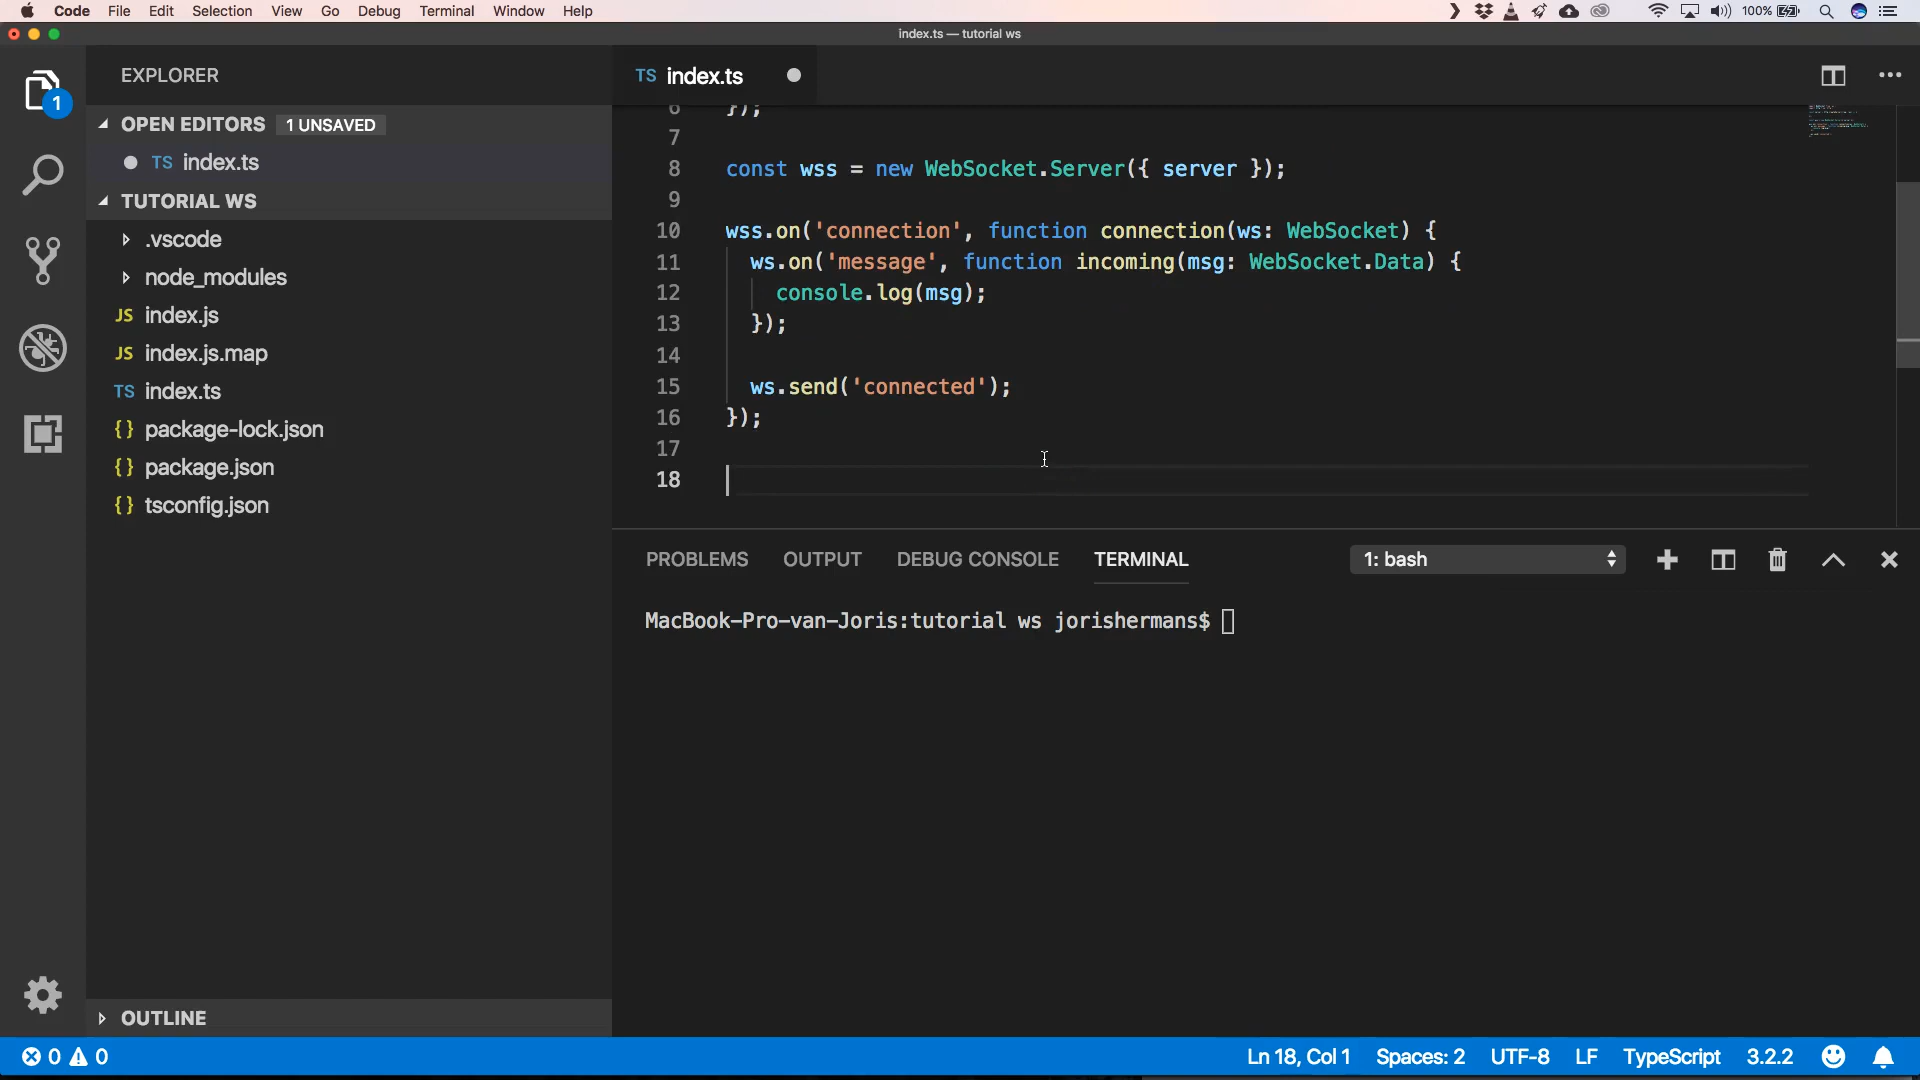 Code File Edit Selection View Go Debug Terminal Window Help 100%
index.ts — tutorial ws
EXPLORER
1
OPEN EDITORS 1 UNSAVED
TS index.ts
TUTORIAL WS
.vscode
node_modules
JS index.js
JS index.js.map
TS index.ts
{} package-lock.json
{} package.json
{} tsconfig.json
OUTLINE
TS index.ts
6 });
7
8 const wss = new WebSocket.Server({ server });
9
10 wss.on('connection', function connection(ws: WebSocket) {
11 ws.on('message', function incoming(msg: WebSocket.Data) {
12 console.log(msg);
13 });
14
15 ws.send('connected');
16 });
17
18
PROBLEMS OUTPUT DEBUG CONSOLE TERMINAL 1: bash
MacBook-Pro-van-Joris:tutorial ws jorishermans$
0 0 Ln 18, Col 1 Spaces: 2 UTF-8 LF TypeScript 3.2.2